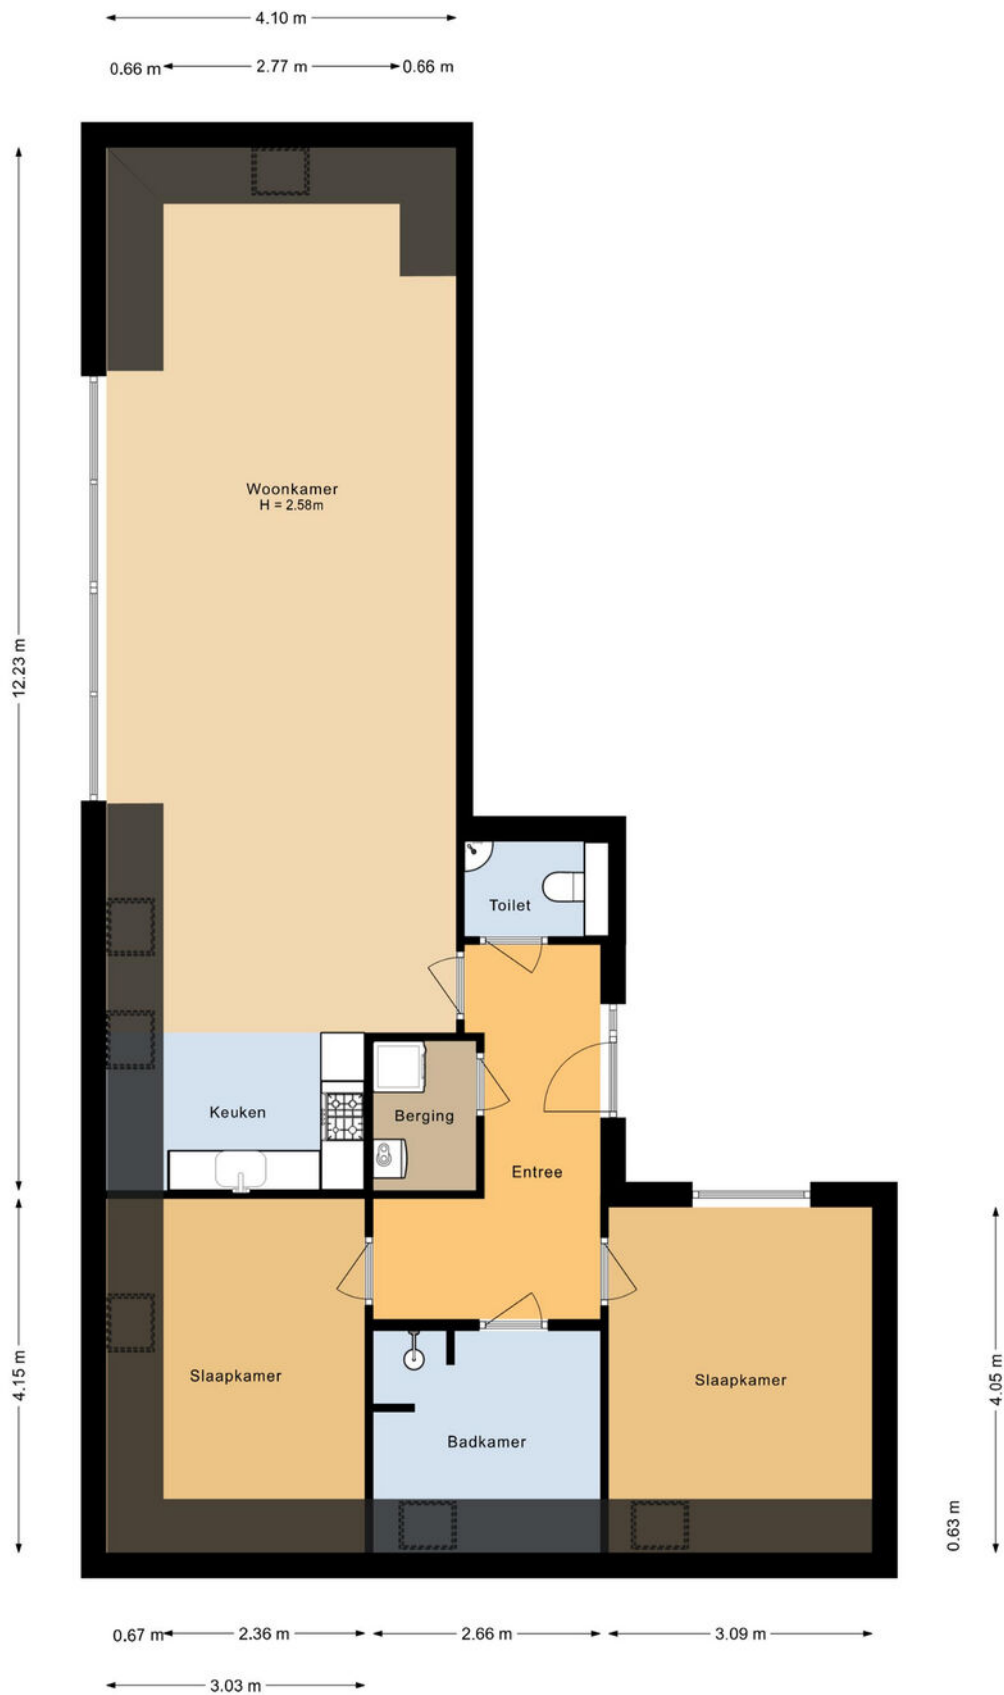 4.10 m
0.66 m
2.77 m
0.66 m
Woonkamer
H = 2.58m
12.23 m
Toilet
Keuken
Berging
Entree
4.15 m
Slaapkamer
Slaapkamer
4.05 m
Badkamer
0.63 m
0.67 m
2.36 m
2.66 m
3.09 m
3.03 m